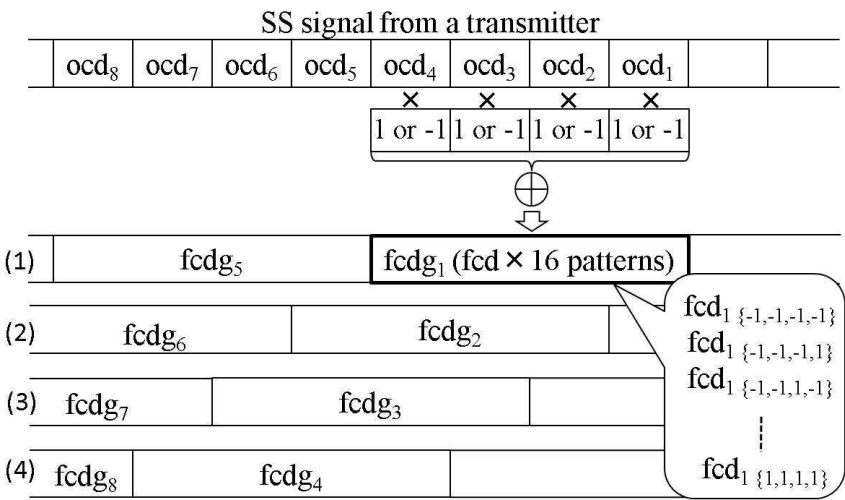 SS signal from a transmitter
ocd₈ ocd₇ ocd₆ ocd₅ ocd₄ ocd₃ ocd₂ ocd₁
× × × ×
1 or -1 1 or -1 1 or -1 1 or -1
(1) fcdg₅ fcdg₁ (fcd × 16 patterns)
(2) fcdg₆ fcdg₂
(3) fcdg₇ fcdg₃
(4) fcdg₈ fcdg₄
fcd₁ {-1,-1,-1,-1}
fcd₁ {-1,-1,-1,1}
fcd₁ {-1,-1,1,-1}
fcd₁ {1,1,1,1}